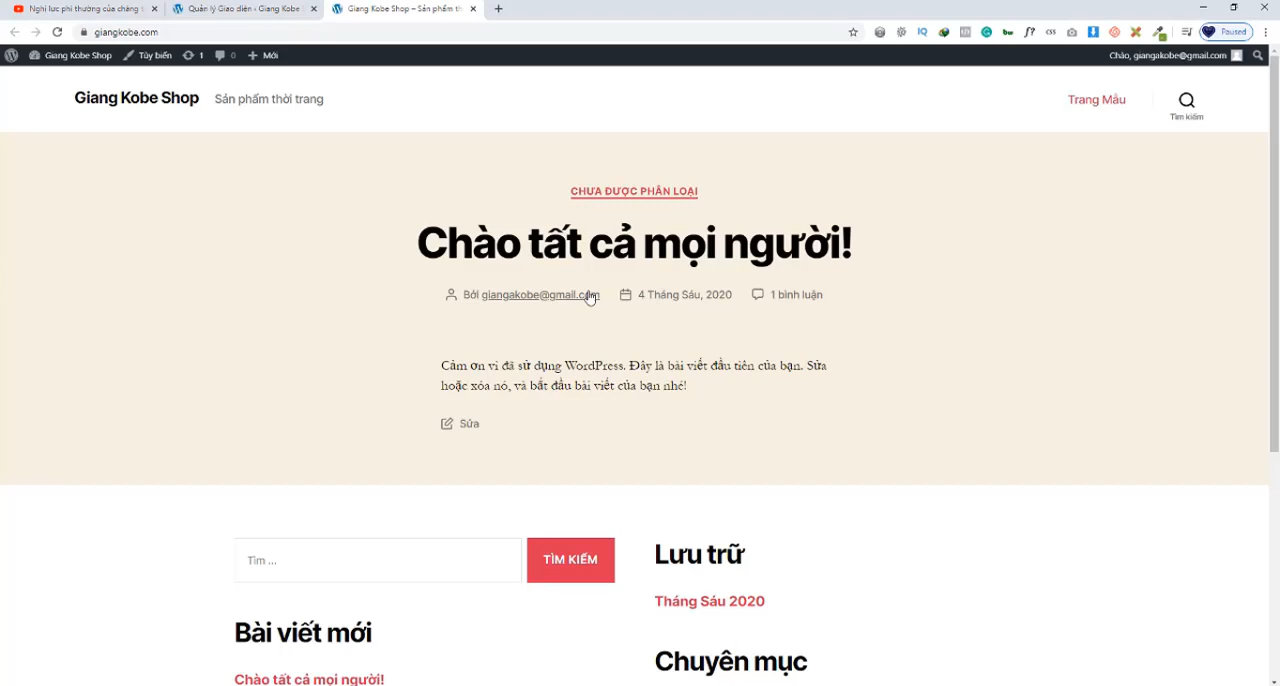 Nghị lực phi thường của chàng t
Quản lý Giao diện ‹ Giang Kobe
Giang Kobe Shop – Sản phẩm th
giangkobe.com
Paused
Giang Kobe Shop
Tùy biến
1
0
Mới
Chào, giangakobe@gmail.com
Giang Kobe Shop
Sản phẩm thời trang
Trang Mẫu
Tìm kiếm
CHƯA ĐƯỢC PHÂN LOẠI
Chào tất cả mọi người!
Bởi giangakobe@gmail.com
4 Tháng Sáu, 2020
1 bình luận
Cảm ơn vì đã sử dụng WordPress. Đây là bài viết đầu tiên của bạn. Sửa
hoặc xóa nó, và bắt đầu bài viết của bạn nhé!
Sửa
Tìm ...
TÌM KIẾM
Lưu trữ
Tháng Sáu 2020
Bài viết mới
Chuyên mục
Chào tất cả mọi người!